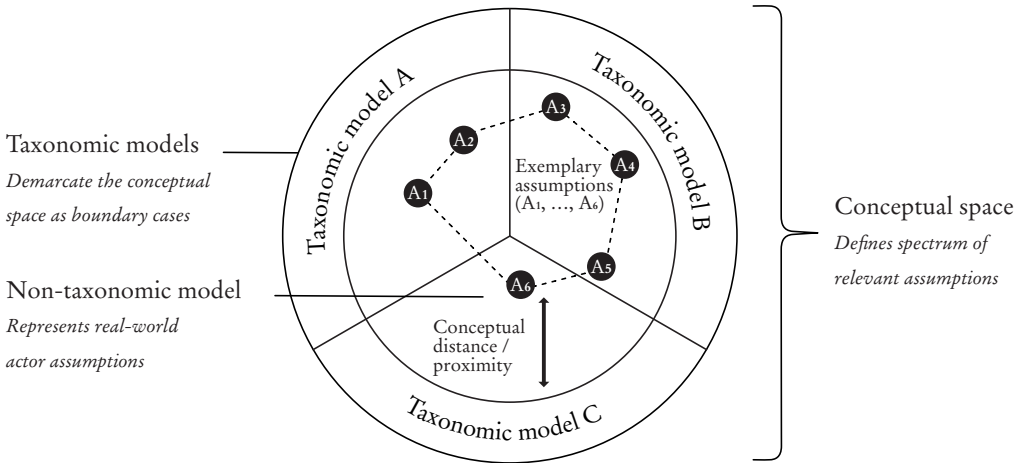 Taxonomic models
Demarcate the conceptual
space as boundary cases
Non-taxonomic model
Represents real-world
actor assumptions
Taxonomic model A
Taxonomic model B
Taxonomic model C
A1
A2
A3
A4
A5
A6
Exemplary
assumptions
(A1, ..., A6)
Conceptual
distance /
proximity
Conceptual space
Defines spectrum of
relevant assumptions